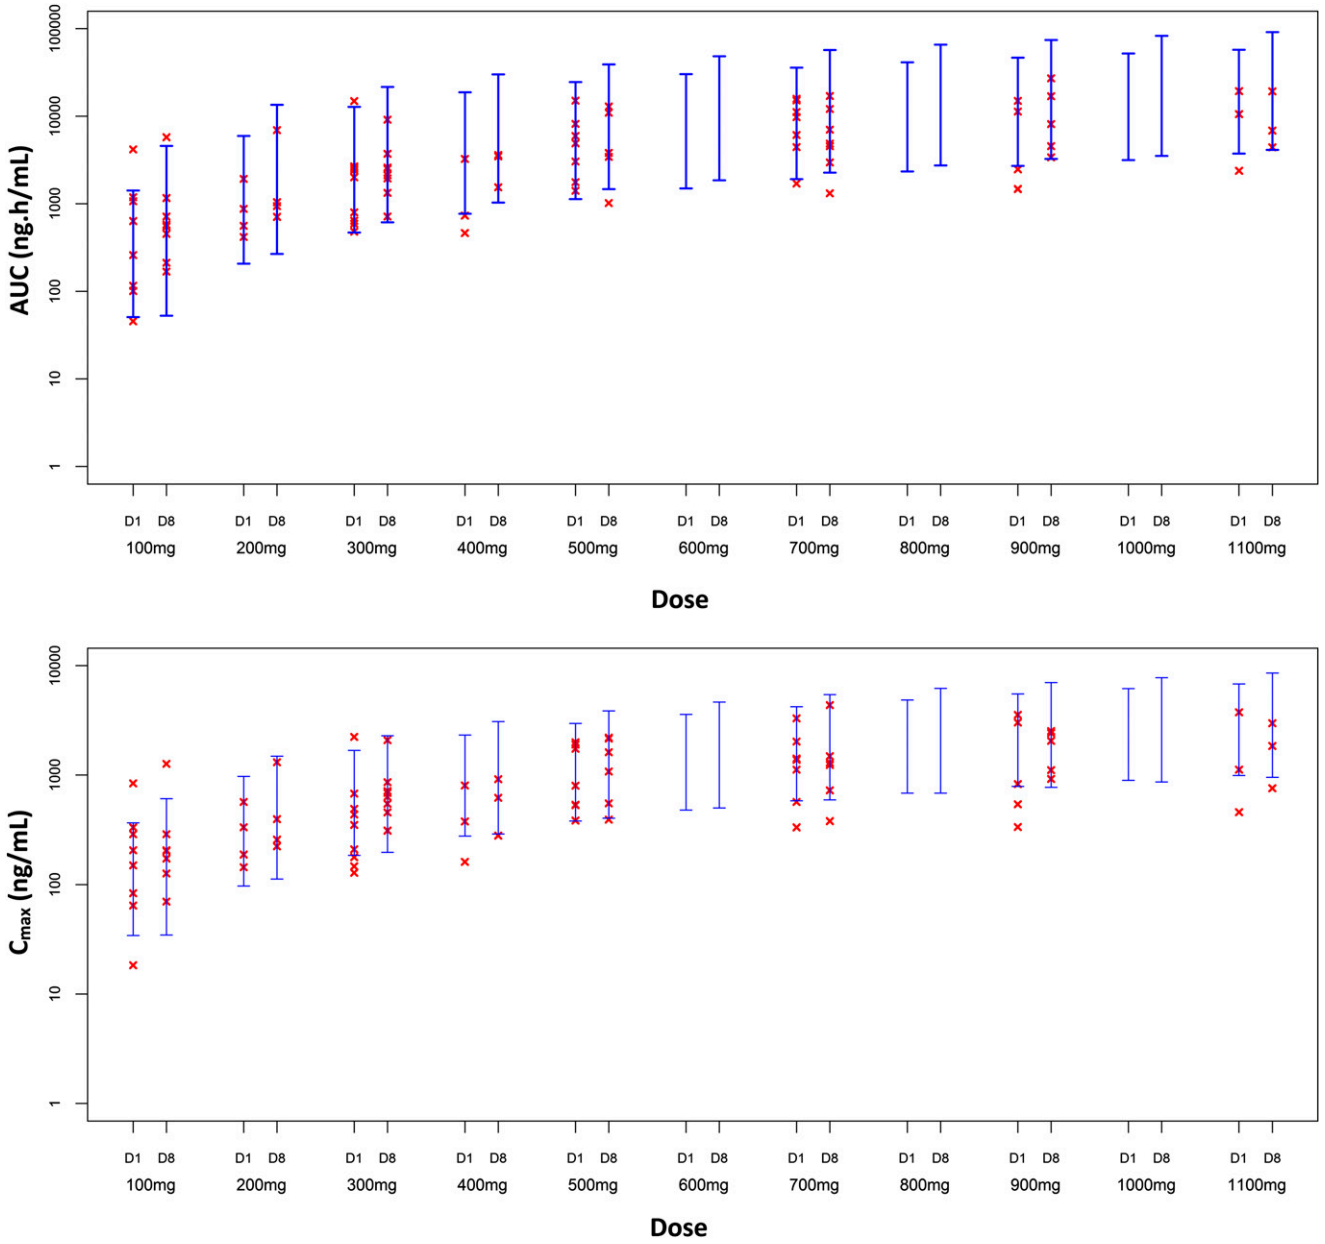 AUC (ng.h/mL)
100000
10000
1000
100
10
1
D1 D8 D1 D8 D1 D8 D1 D8 D1 D8 D1 D8 D1 D8 D1 D8 D1 D8 D1 D8 D1 D8
100mg 200mg 300mg 400mg 500mg 600mg 700mg 800mg 900mg 1000mg 1100mg
Dose
Cmax (ng/mL)
10000
1000
100
10
1
D1 D8 D1 D8 D1 D8 D1 D8 D1 D8 D1 D8 D1 D8 D1 D8 D1 D8 D1 D8 D1 D8
100mg 200mg 300mg 400mg 500mg 600mg 700mg 800mg 900mg 1000mg 1100mg
Dose